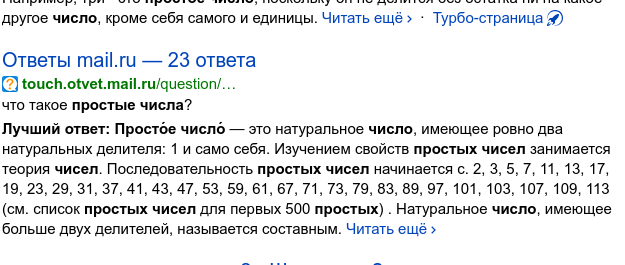 другое число, кроме себя самого и единицы. Читать ещё › · Турбо-страница
Ответы mail.ru — 23 ответа
touch.otvet.mail.ru/question/…
что такое простые числа?
Лучший ответ: Просто́е число́ — это натуральное число, имеющее ровно два
натуральных делителя: 1 и само себя. Изучением свойств простых чисел занимается
теория чисел. Последовательность простых чисел начинается с. 2, 3, 5, 7, 11, 13, 17,
19, 23, 29, 31, 37, 41, 43, 47, 53, 59, 61, 67, 71, 73, 79, 83, 89, 97, 101, 103, 107, 109, 113
(см. список простых чисел для первых 500 простых) . Натуральное число, имеющее
больше двух делителей, называется составным. Читать ещё ›